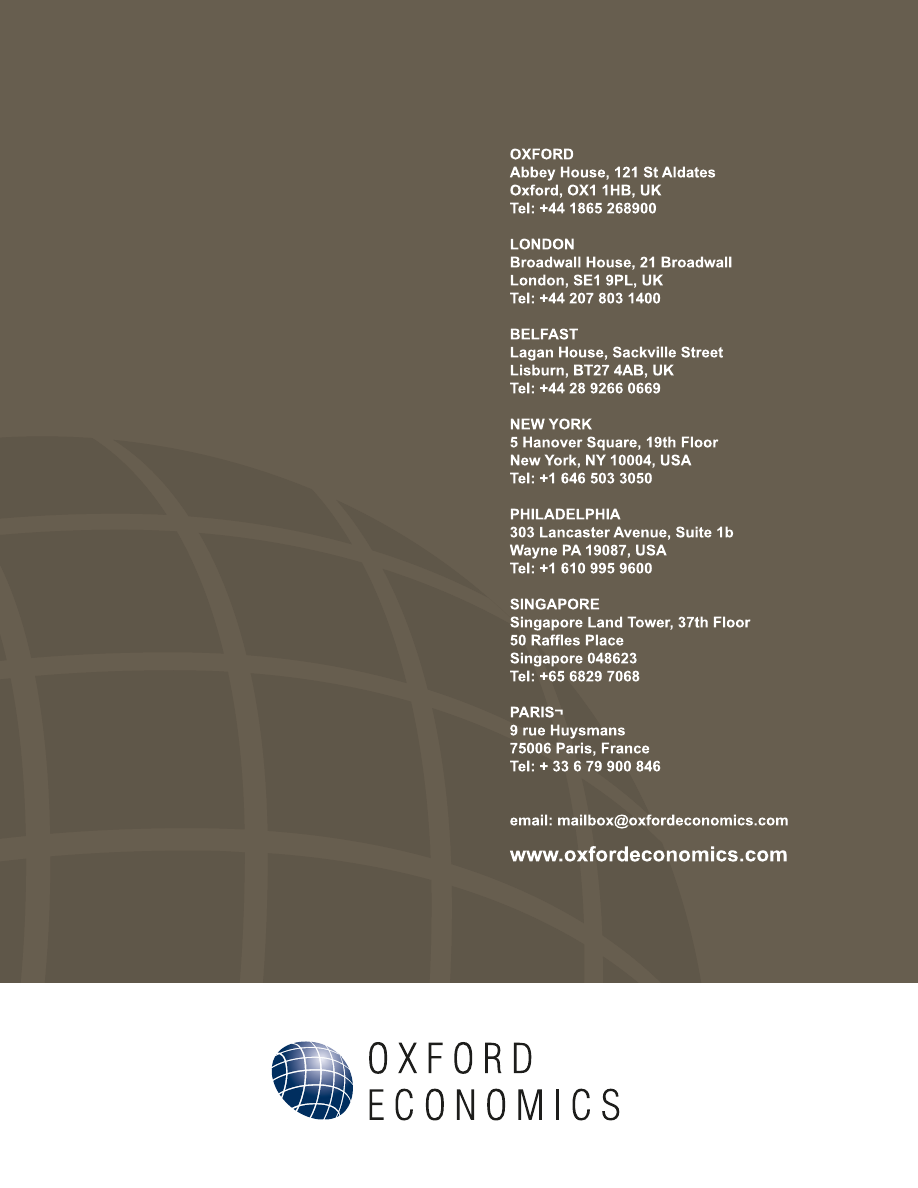 OXFORD
Abbey House, 121 St Aldates
Oxford, OX1 1HB, UK
Tel: +44 1865 268900
LONDON
Broadwall House, 21 Broadwall
London, SE1 9PL, UK
Tel: +44 207 803 1400
BELFAST
Lagan House, Sackville Street
Lisburn, BT27 4AB, UK
Tel: +44 28 9266 0669
NEW YORK
5 Hanover Square, 19th Floor
New York, NY 10004, USA
Tel: +1 646 503 3050
PHILADELPHIA
303 Lancaster Avenue, Suite 1b
Wayne PA 19087, USA
Tel: +1 610 995 9600
SINGAPORE
Singapore Land Tower, 37th Floor
50 Raffles Place
Singapore 048623
Tel: +65 6829 7068
PARIS¬
9 rue Huysmans
75006 Paris, France
Tel: + 33 6 79 900 846
email: mailbox@oxfordeconomics.com
www.oxfordeconomics.com
OXFORD
ECONOMICS